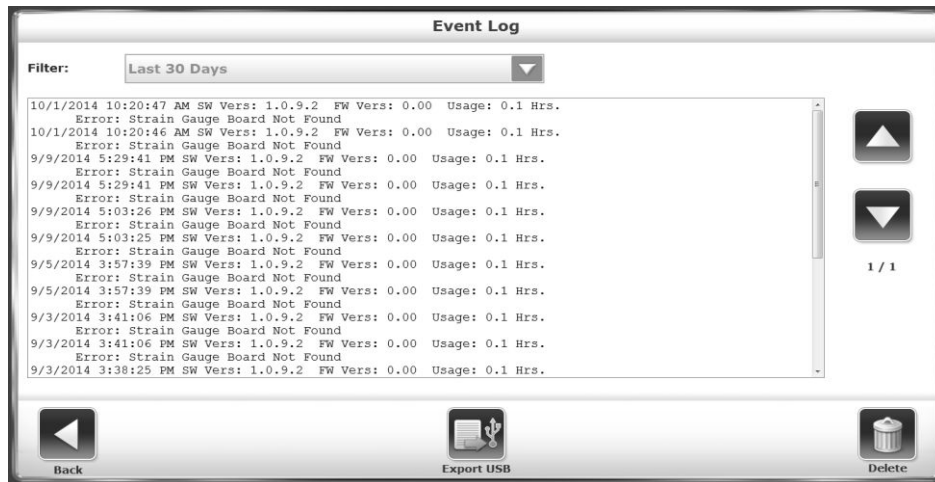 Event Log
Filter: Last 30 Days
10/1/2014 10:20:47 AM SW Vers: 1.0.9.2 FW Vers: 0.00 Usage: 0.1 Hrs.
Error: Strain Gauge Board Not Found
10/1/2014 10:20:46 AM SW Vers: 1.0.9.2 FW Vers: 0.00 Usage: 0.1 Hrs.
Error: Strain Gauge Board Not Found
9/9/2014 5:29:41 PM SW Vers: 1.0.9.2 FW Vers: 0.00 Usage: 0.1 Hrs.
Error: Strain Gauge Board Not Found
9/9/2014 5:29:41 PM SW Vers: 1.0.9.2 FW Vers: 0.00 Usage: 0.1 Hrs.
Error: Strain Gauge Board Not Found
9/9/2014 5:03:26 PM SW Vers: 1.0.9.2 FW Vers: 0.00 Usage: 0.1 Hrs.
Error: Strain Gauge Board Not Found
9/9/2014 5:03:25 PM SW Vers: 1.0.9.2 FW Vers: 0.00 Usage: 0.1 Hrs.
Error: Strain Gauge Board Not Found
9/5/2014 3:57:39 PM SW Vers: 1.0.9.2 FW Vers: 0.00 Usage: 0.1 Hrs.
Error: Strain Gauge Board Not Found
9/5/2014 3:57:39 PM SW Vers: 1.0.9.2 FW Vers: 0.00 Usage: 0.1 Hrs.
Error: Strain Gauge Board Not Found
9/3/2014 3:41:06 PM SW Vers: 1.0.9.2 FW Vers: 0.00 Usage: 0.1 Hrs.
Error: Strain Gauge Board Not Found
9/3/2014 3:41:06 PM SW Vers: 1.0.9.2 FW Vers: 0.00 Usage: 0.1 Hrs.
Error: Strain Gauge Board Not Found
9/3/2014 3:38:25 PM SW Vers: 1.0.9.2 FW Vers: 0.00 Usage: 0.1 Hrs.
1 / 1
Back
Export USB
Delete